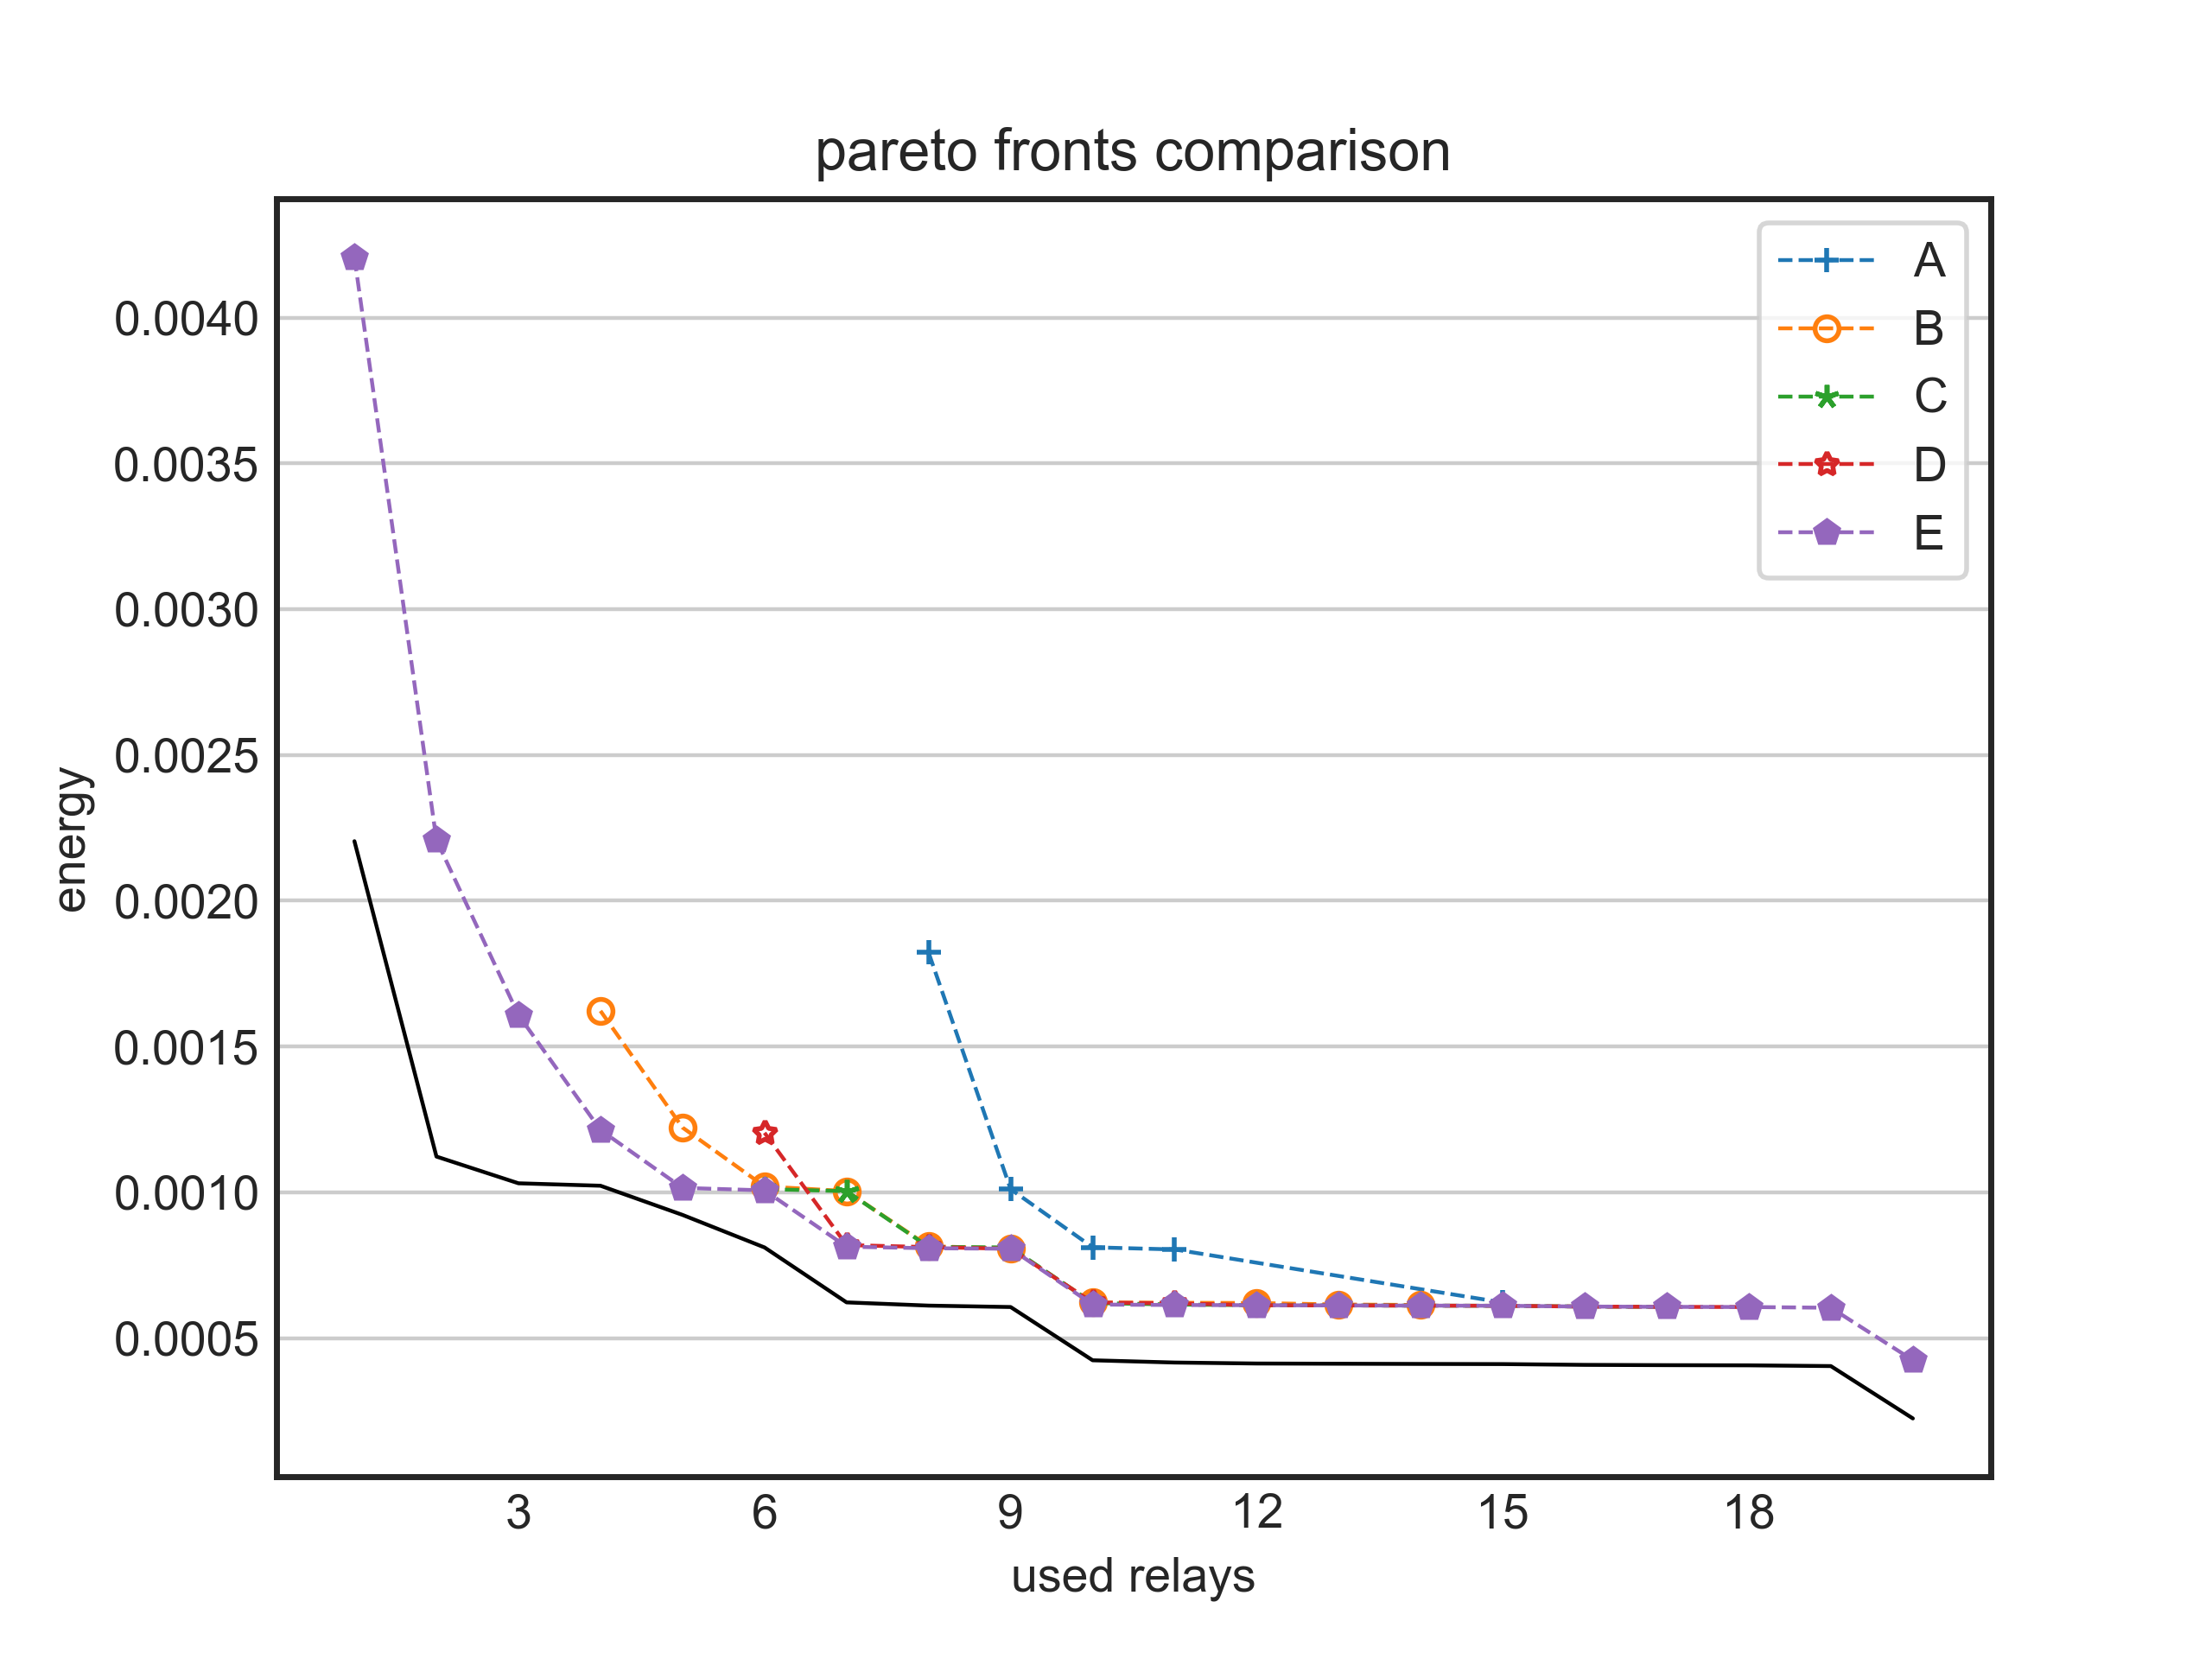 pareto fronts comparison
A
B
C
D
E
0.0040
0.0035
0.0030
0.0025
0.0020
0.0015
0.0010
0.0005
energy
3 6 9 12 15 18
used relays